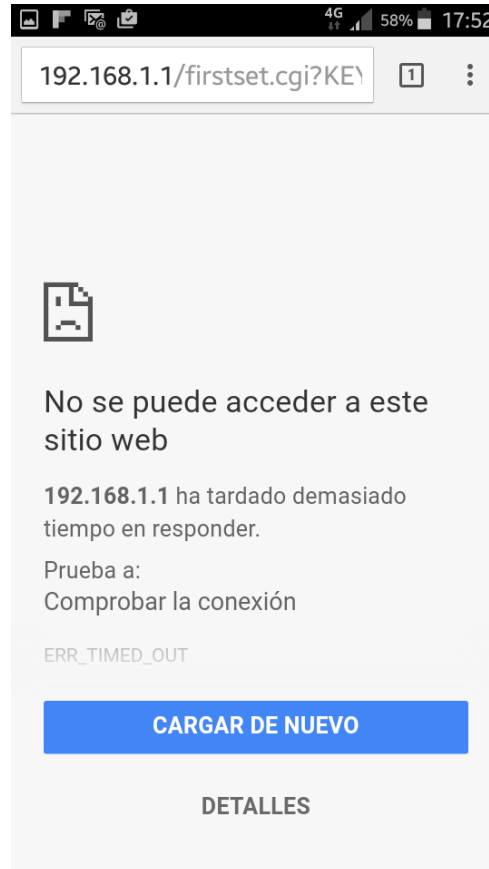 4G 58% 17:52
192.168.1.1/firstset.cgi?KEY 1
No se puede acceder a este
sitio web
192.168.1.1 ha tardado demasiado
tiempo en responder.
Prueba a:
Comprobar la conexión
ERR_TIMED_OUT
CARGAR DE NUEVO
DETALLES